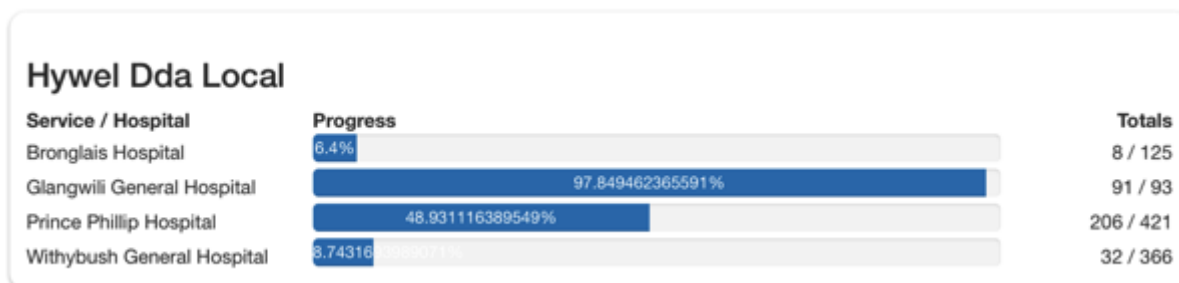 Hywel Dda Local
Service / Hospital Progress Totals
Bronglais Hospital 6.4% 8 / 125
Glangwili General Hospital 97.849462365591% 91 / 93
Prince Phillip Hospital 48.931116389549% 206 / 421
Withybush General Hospital 8.7431693989071% 32 / 366